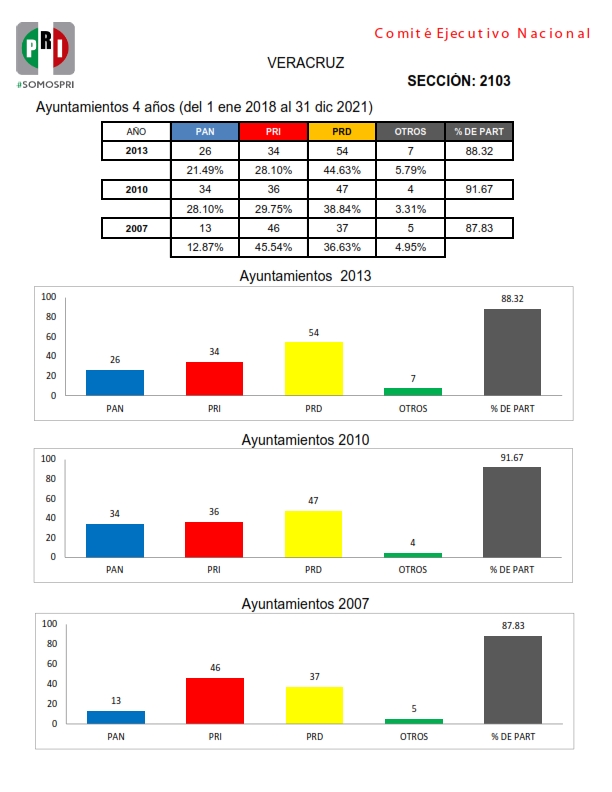 Comité Ejecutivo Nacional
PRI
#SOMOSPRI
VERACRUZ
SECCIÓN: 2103
Ayuntamientos 4 años (del 1 ene 2018 al 31 dic 2021)
AÑO PAN PRI PRD OTROS % DE PART
2013 26 34 54 7 88.32
21.49% 28.10% 44.63% 5.79%
2010 34 36 47 4 91.67
28.10% 29.75% 38.84% 3.31%
2007 13 46 37 5 87.83
12.87% 45.54% 36.63% 4.95%
Ayuntamientos 2013
100
80
60
40
20
0
26 34 54 7 88.32
PAN PRI PRD OTROS % DE PART
Ayuntamientos 2010
100
80
60
40
20
0
34 36 47 4 91.67
PAN PRI PRD OTROS % DE PART
Ayuntamientos 2007
100
80
60
40
20
0
13 46 37 5 87.83
PAN PRI PRD OTROS % DE PART